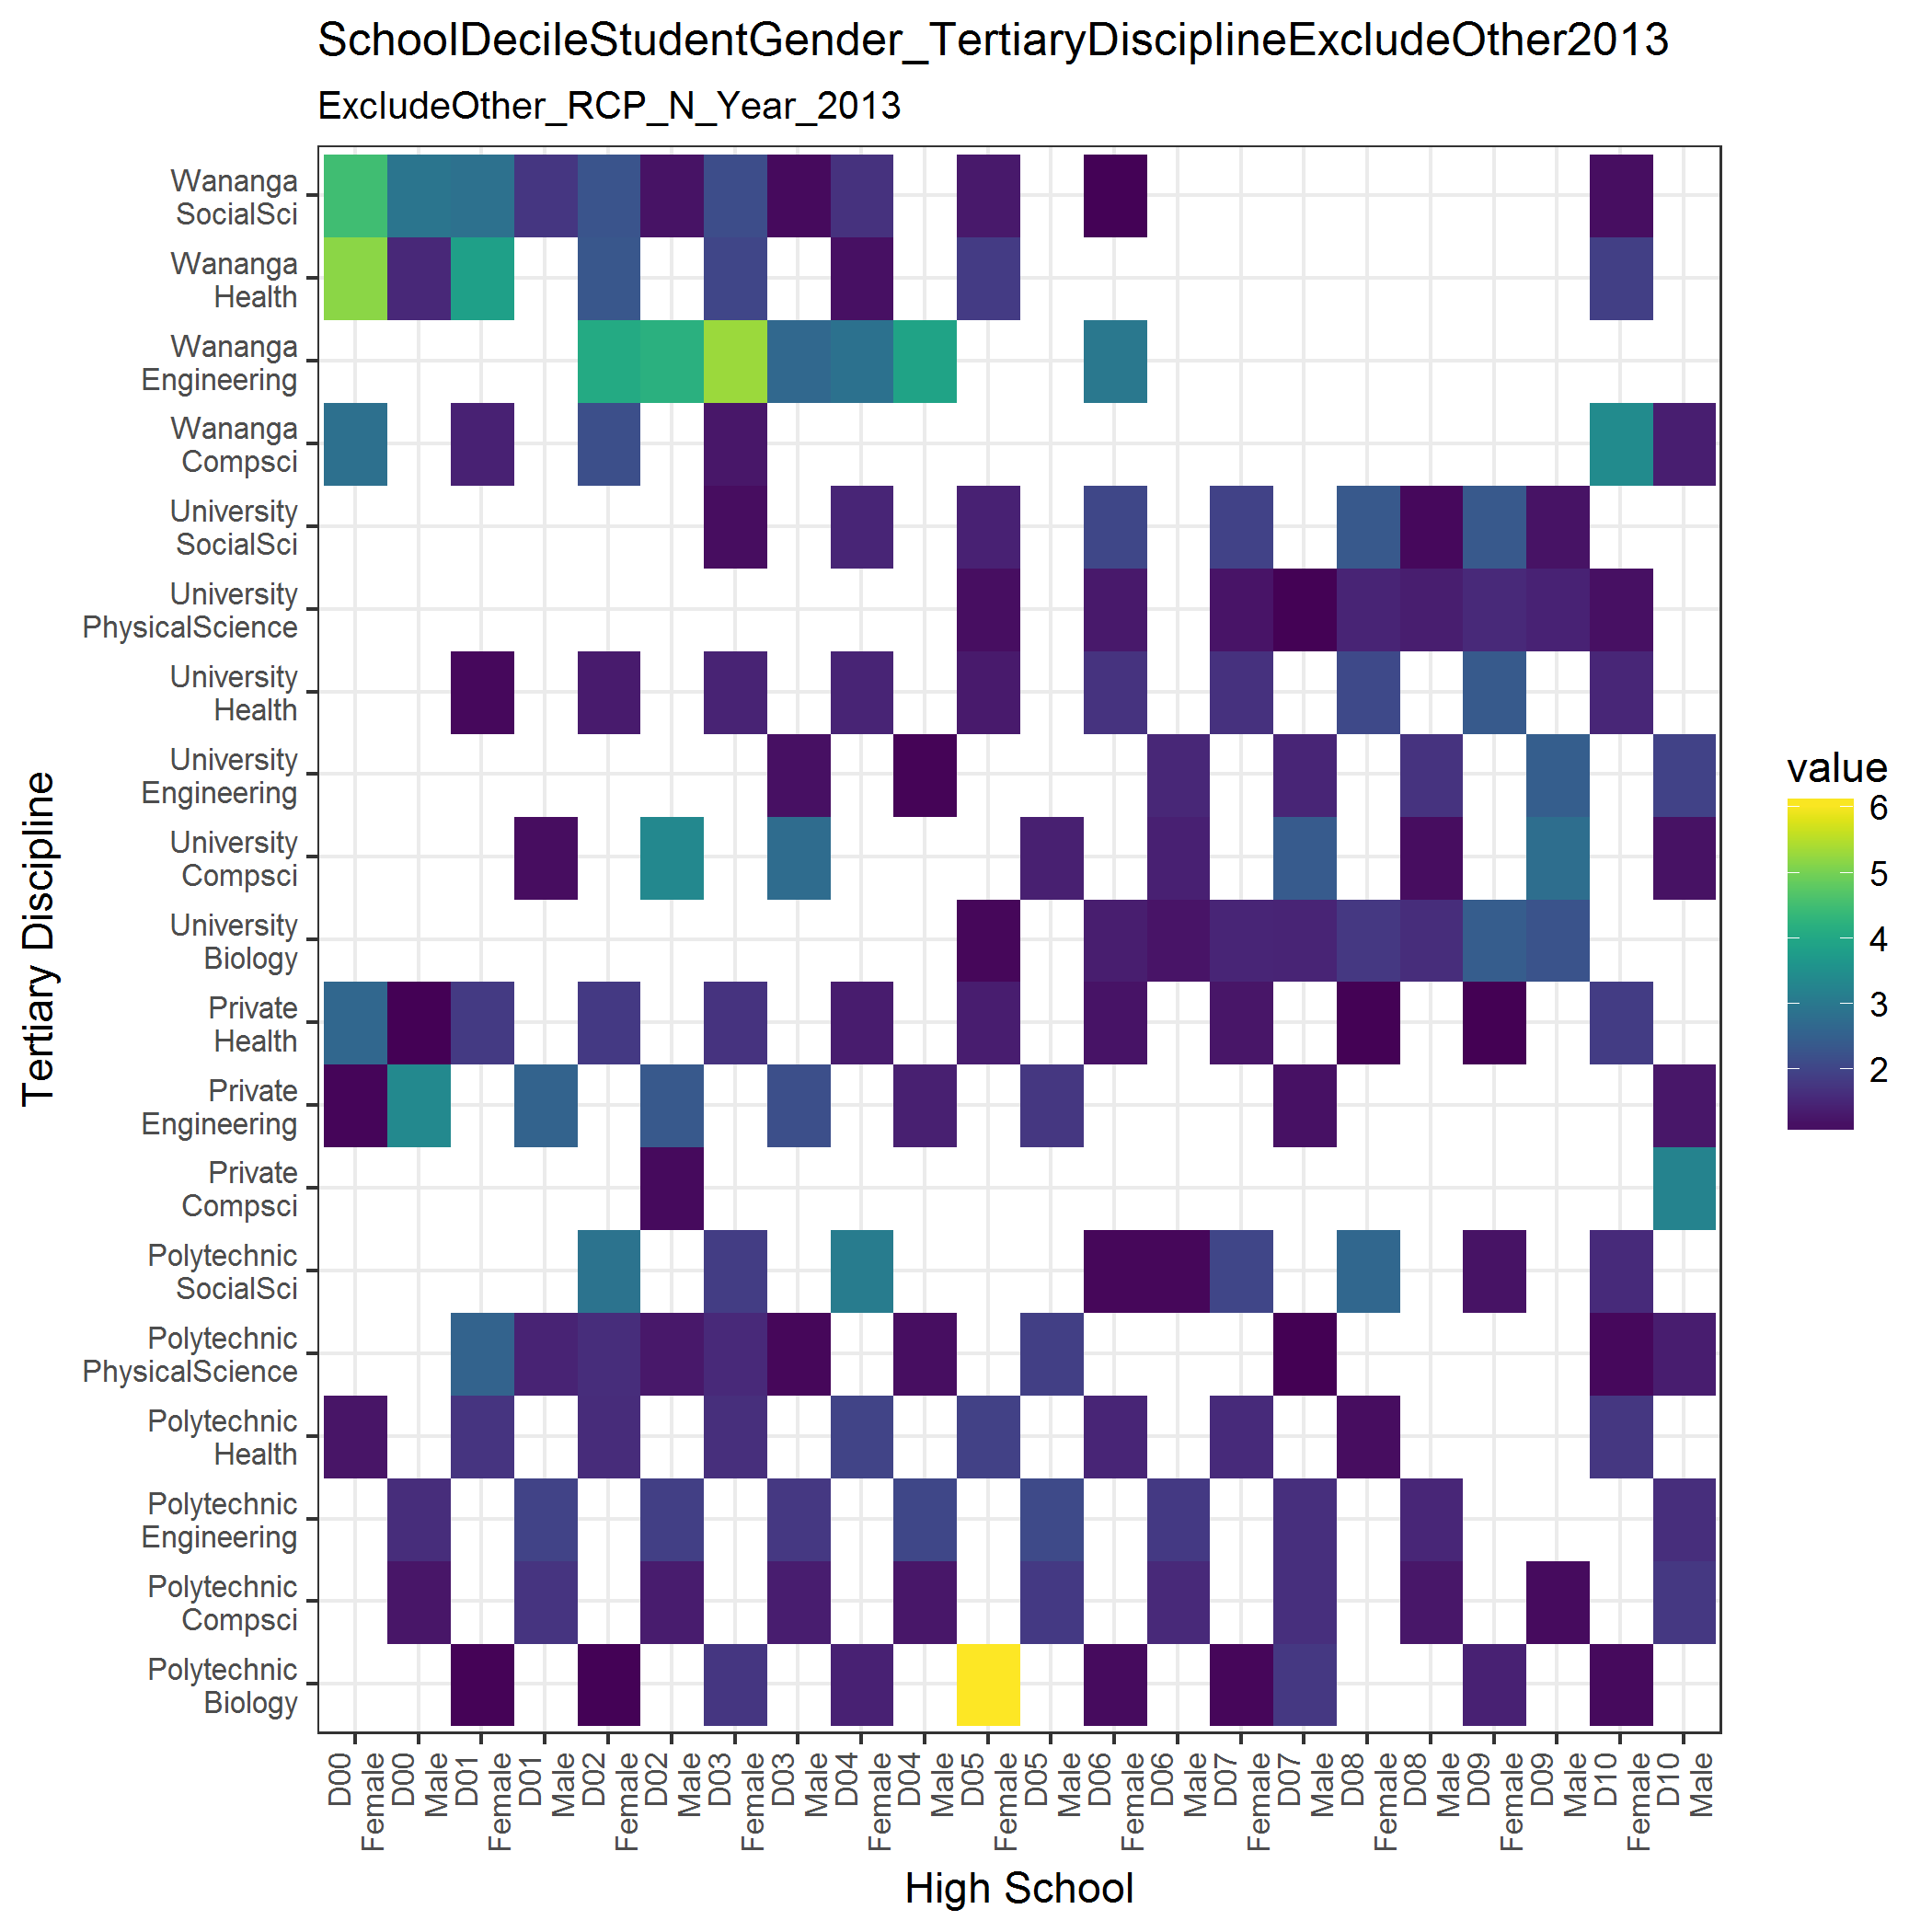 SchoolDecileStudentGender_TertiaryDisciplineExcludeOther2013
ExcludeOther_RCP_N_Year_2013
Tertiary Discipline
Wananga
SocialSci
Wananga
Health
Wananga
Engineering
Wananga
Compsci
University
SocialSci
University
PhysicalScience
University
Health
University
Engineering
University
Compsci
University
Biology
Private
Health
Private
Engineering
Private
Compsci
Polytechnic
SocialSci
Polytechnic
PhysicalScience
Polytechnic
Health
Polytechnic
Engineering
Polytechnic
Compsci
Polytechnic
Biology
D00
Female
D00
Male
D01
Female
D01
Male
D02
Female
D02
Male
D03
Female
D03
Male
D04
Female
D04
Male
D05
Female
D05
Male
D06
Female
D06
Male
D07
Female
D07
Male
D08
Female
D08
Male
D09
Female
D09
Male
D10
Female
D10
Male
High School
value
6
5
4
3
2